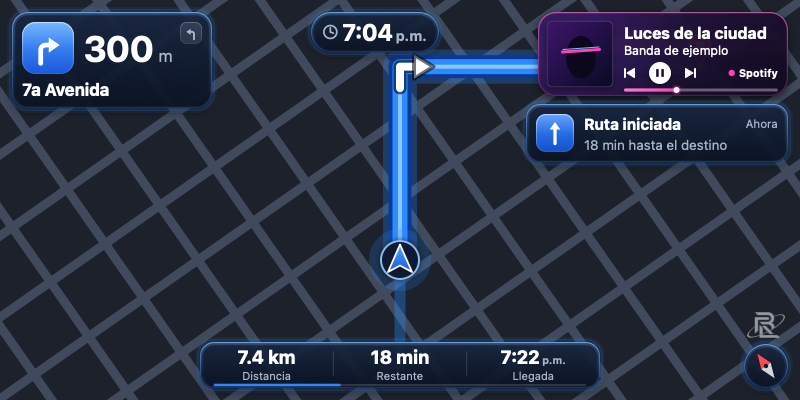 300 m
7a Avenida
7:04 p.m.
Luces de la ciudad
Banda de ejemplo
Spotify
Ruta iniciada
Ahora
18 min hasta el destino
7.4 km
Distancia
18 min
Restante
7:22 p.m.
Llegada